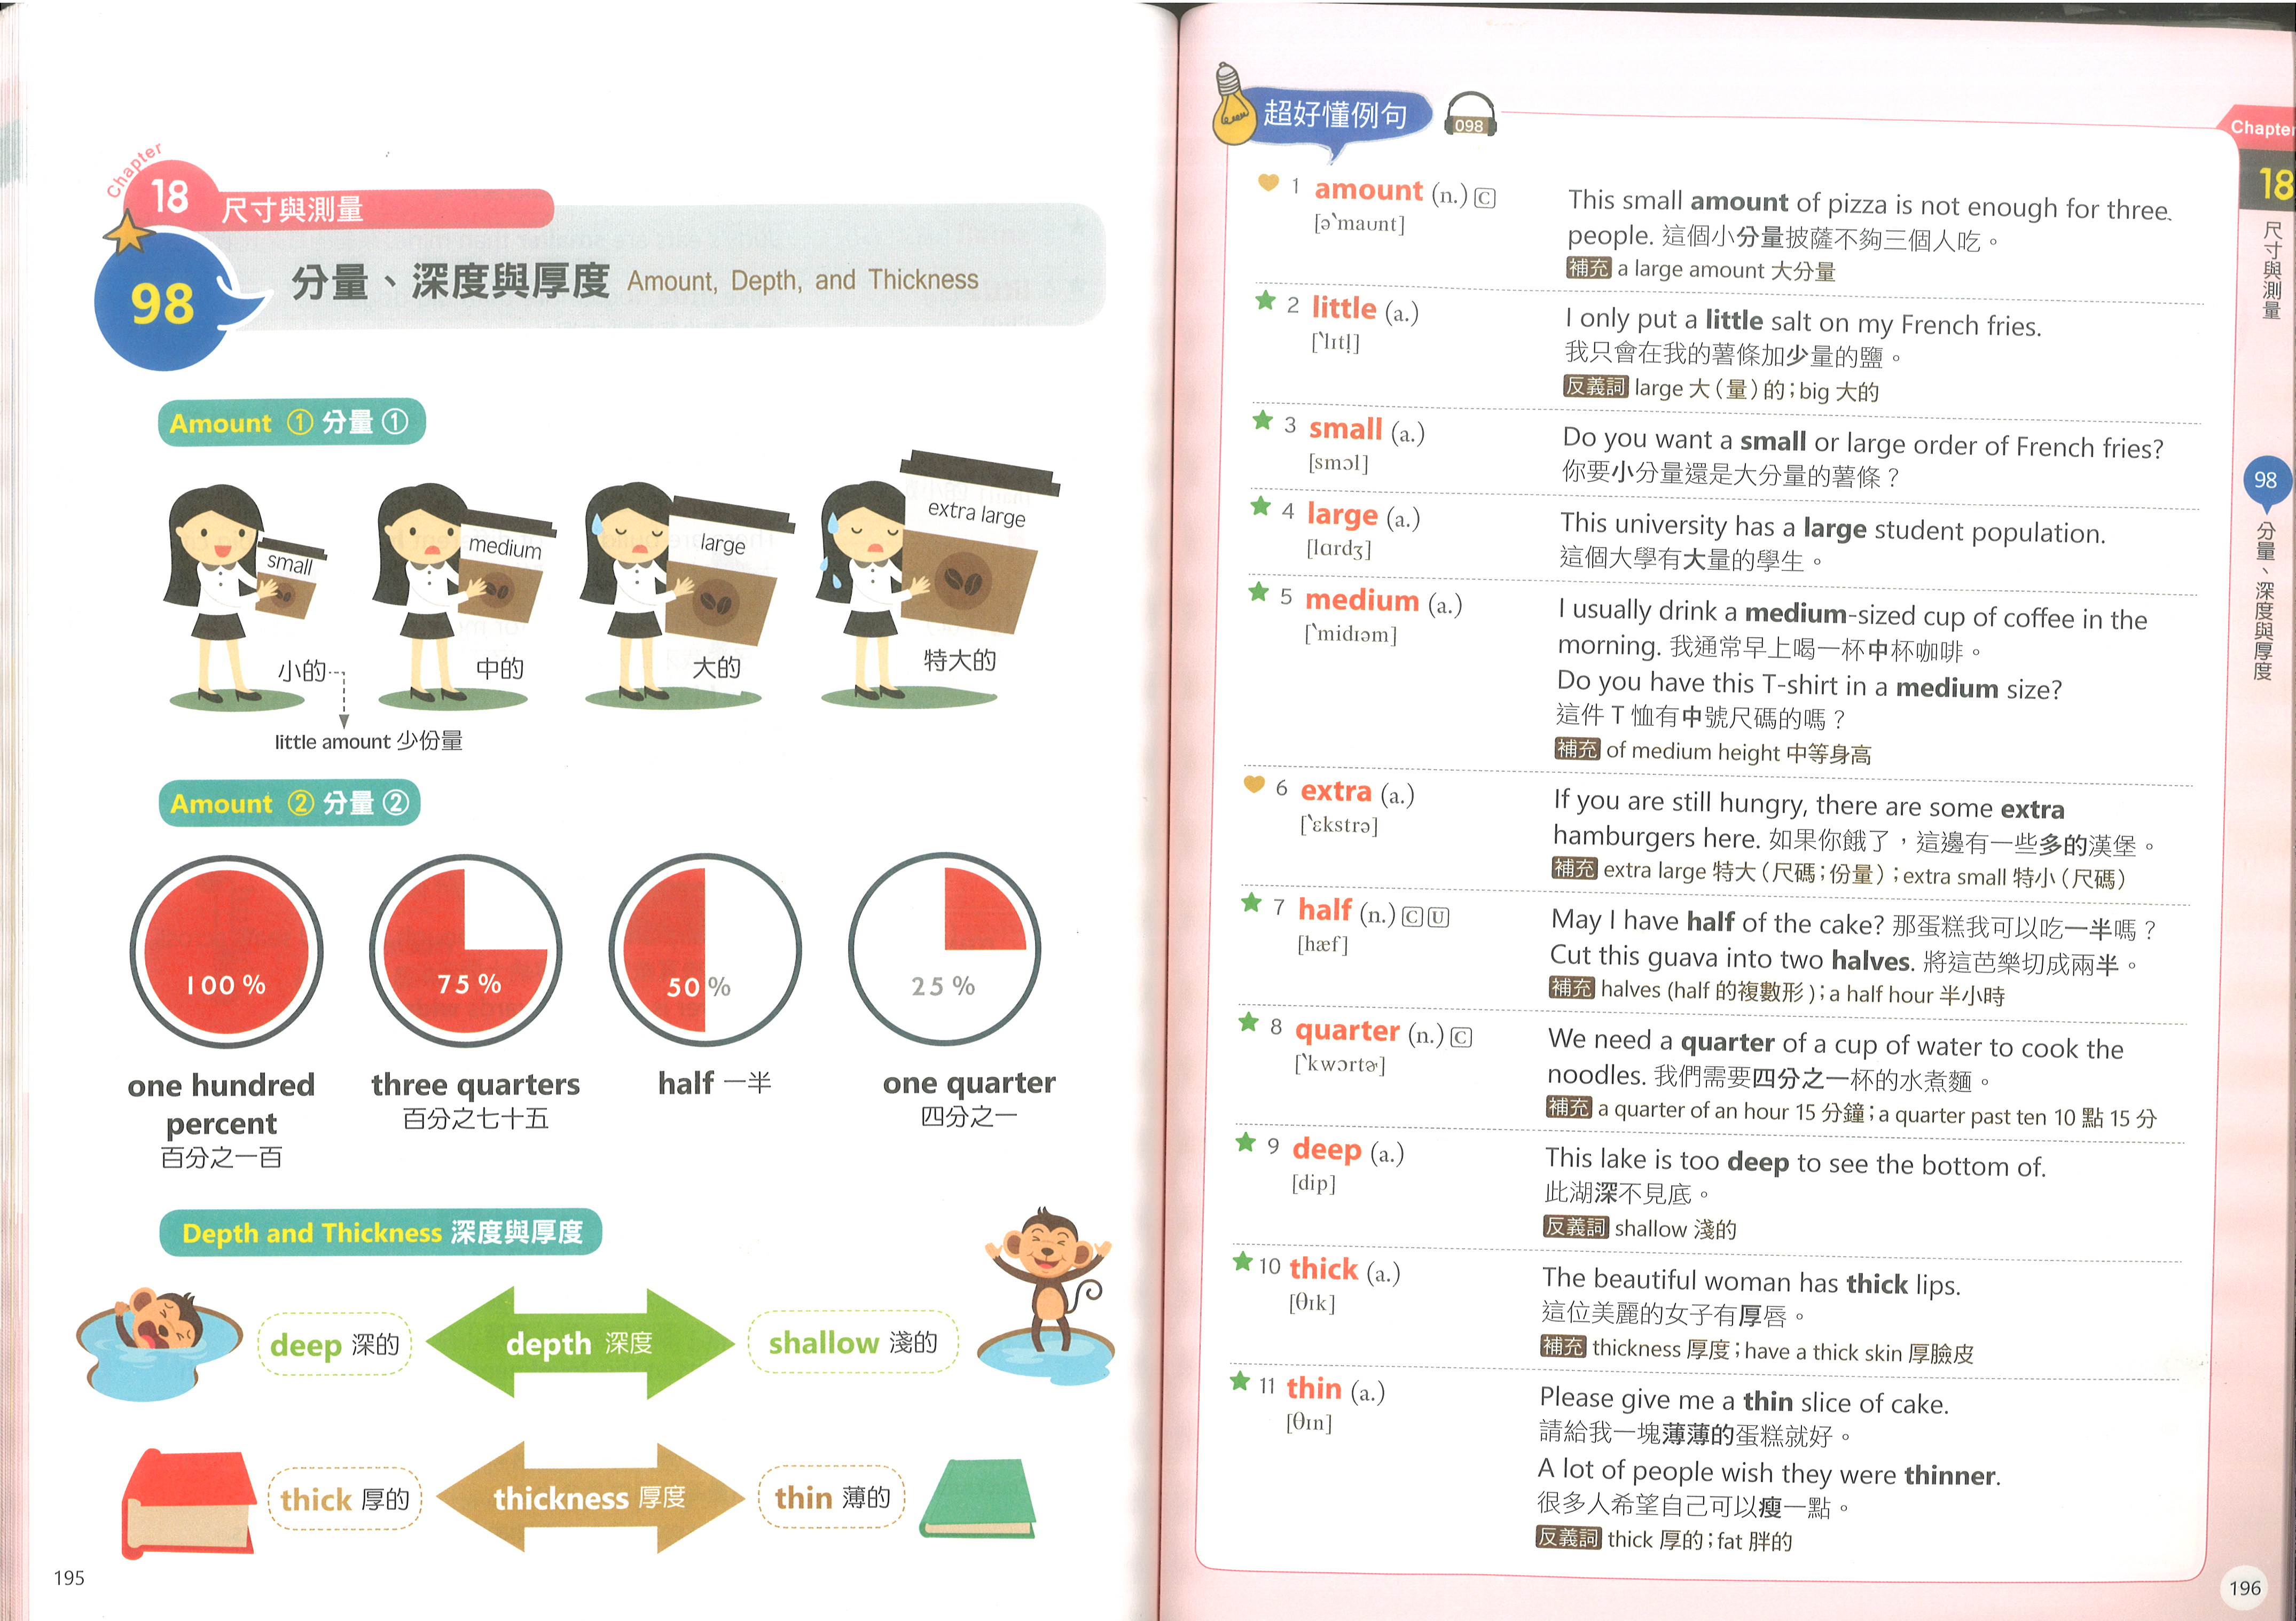 Chapter
18 尺寸與測量
98 分量、深度與厚度 Amount, Depth, and Thickness
Amount ① 分量 ①
small
medium
large
extra large
小的
中的
大的
特大的
little amount 少份量
Amount ② 分量 ②
100 %
75 %
50 %
25 %
one hundred
percent
百分之一百
three quarters
百分之七十五
half 一半
one quarter
四分之一
Depth and Thickness 深度與厚度
deep 深的
depth 深度
shallow 淺的
thick 厚的
thickness 厚度
thin 薄的
195
超好懂例句 098
1 amount (n.) C
[ə`maʊnt]
This small amount of pizza is not enough for three
people. 這個小分量披薩不夠三個人吃。
補充 a large amount 大分量
2 little (a.)
[`lɪtl̩]
I only put a little salt on my French fries.
我只會在我的薯條加少量的鹽。
反義詞 large 大（量）的；big 大的
3 small (a.)
[smɔl]
Do you want a small or large order of French fries?
你要小分量還是大分量的薯條？
4 large (a.)
[lɑrdʒ]
This university has a large student population.
這個大學有大量的學生。
5 medium (a.)
[`midɪəm]
I usually drink a medium-sized cup of coffee in the
morning. 我通常早上喝一杯中杯咖啡。
Do you have this T-shirt in a medium size?
這件 T 恤有中號尺碼的嗎？
補充 of medium height 中等身高
6 extra (a.)
[`ɛkstrə]
If you are still hungry, there are some extra
hamburgers here. 如果你餓了，這邊有一些多的漢堡。
補充 extra large 特大（尺碼；份量）；extra small 特小（尺碼）
7 half (n.) C U
[hæf]
May I have half of the cake? 那蛋糕我可以吃一半嗎？
Cut this guava into two halves. 將這芭樂切成兩半。
補充 halves (half 的複數形)；a half hour 半小時
8 quarter (n.) C
[`kwɔrtɚ]
We need a quarter of a cup of water to cook the
noodles. 我們需要四分之一杯的水煮麵。
補充 a quarter of an hour 15 分鐘；a quarter past ten 10 點 15 分
9 deep (a.)
[dip]
This lake is too deep to see the bottom of.
此湖深不見底。
反義詞 shallow 淺的
10 thick (a.)
[θɪk]
The beautiful woman has thick lips.
這位美麗的女子有厚唇。
補充 thickness 厚度；have a thick skin 厚臉皮
11 thin (a.)
[θɪn]
Please give me a thin slice of cake.
請給我一塊薄薄的蛋糕就好。
A lot of people wish they were thinner.
很多人希望自己可以瘦一點。
反義詞 thick 厚的；fat 胖的
Chapter
18
尺寸與測量
98
分量、深度與厚度
196